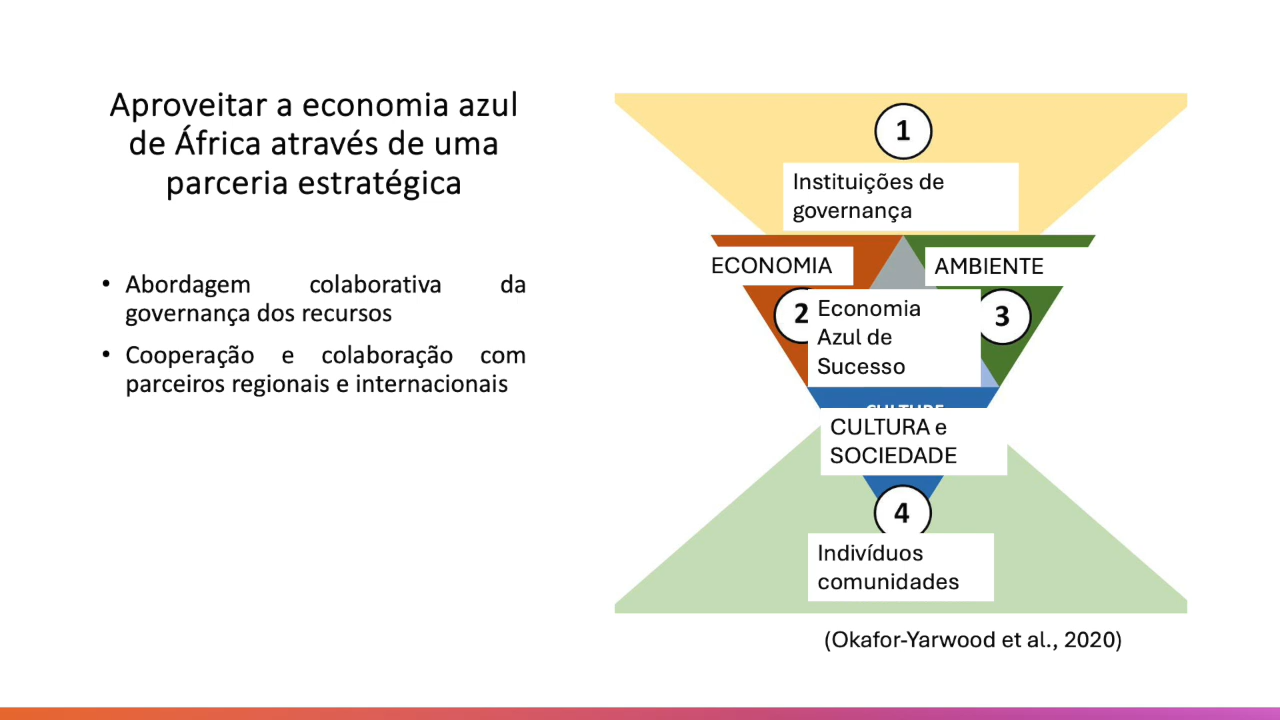 Aproveitar a economia azul
de África através de uma
parceria estratégica
• Abordagem colaborativa da
governança dos recursos
• Cooperação e colaboração com
parceiros regionais e internacionais
1
Instituições de
governança
ECONOMIA
AMBIENTE
2
Economia
Azul de
Sucesso
3
CULTURE
CULTURA e
SOCIEDADE
4
Indivíduos
comunidades
(Okafor-Yarwood et al., 2020)